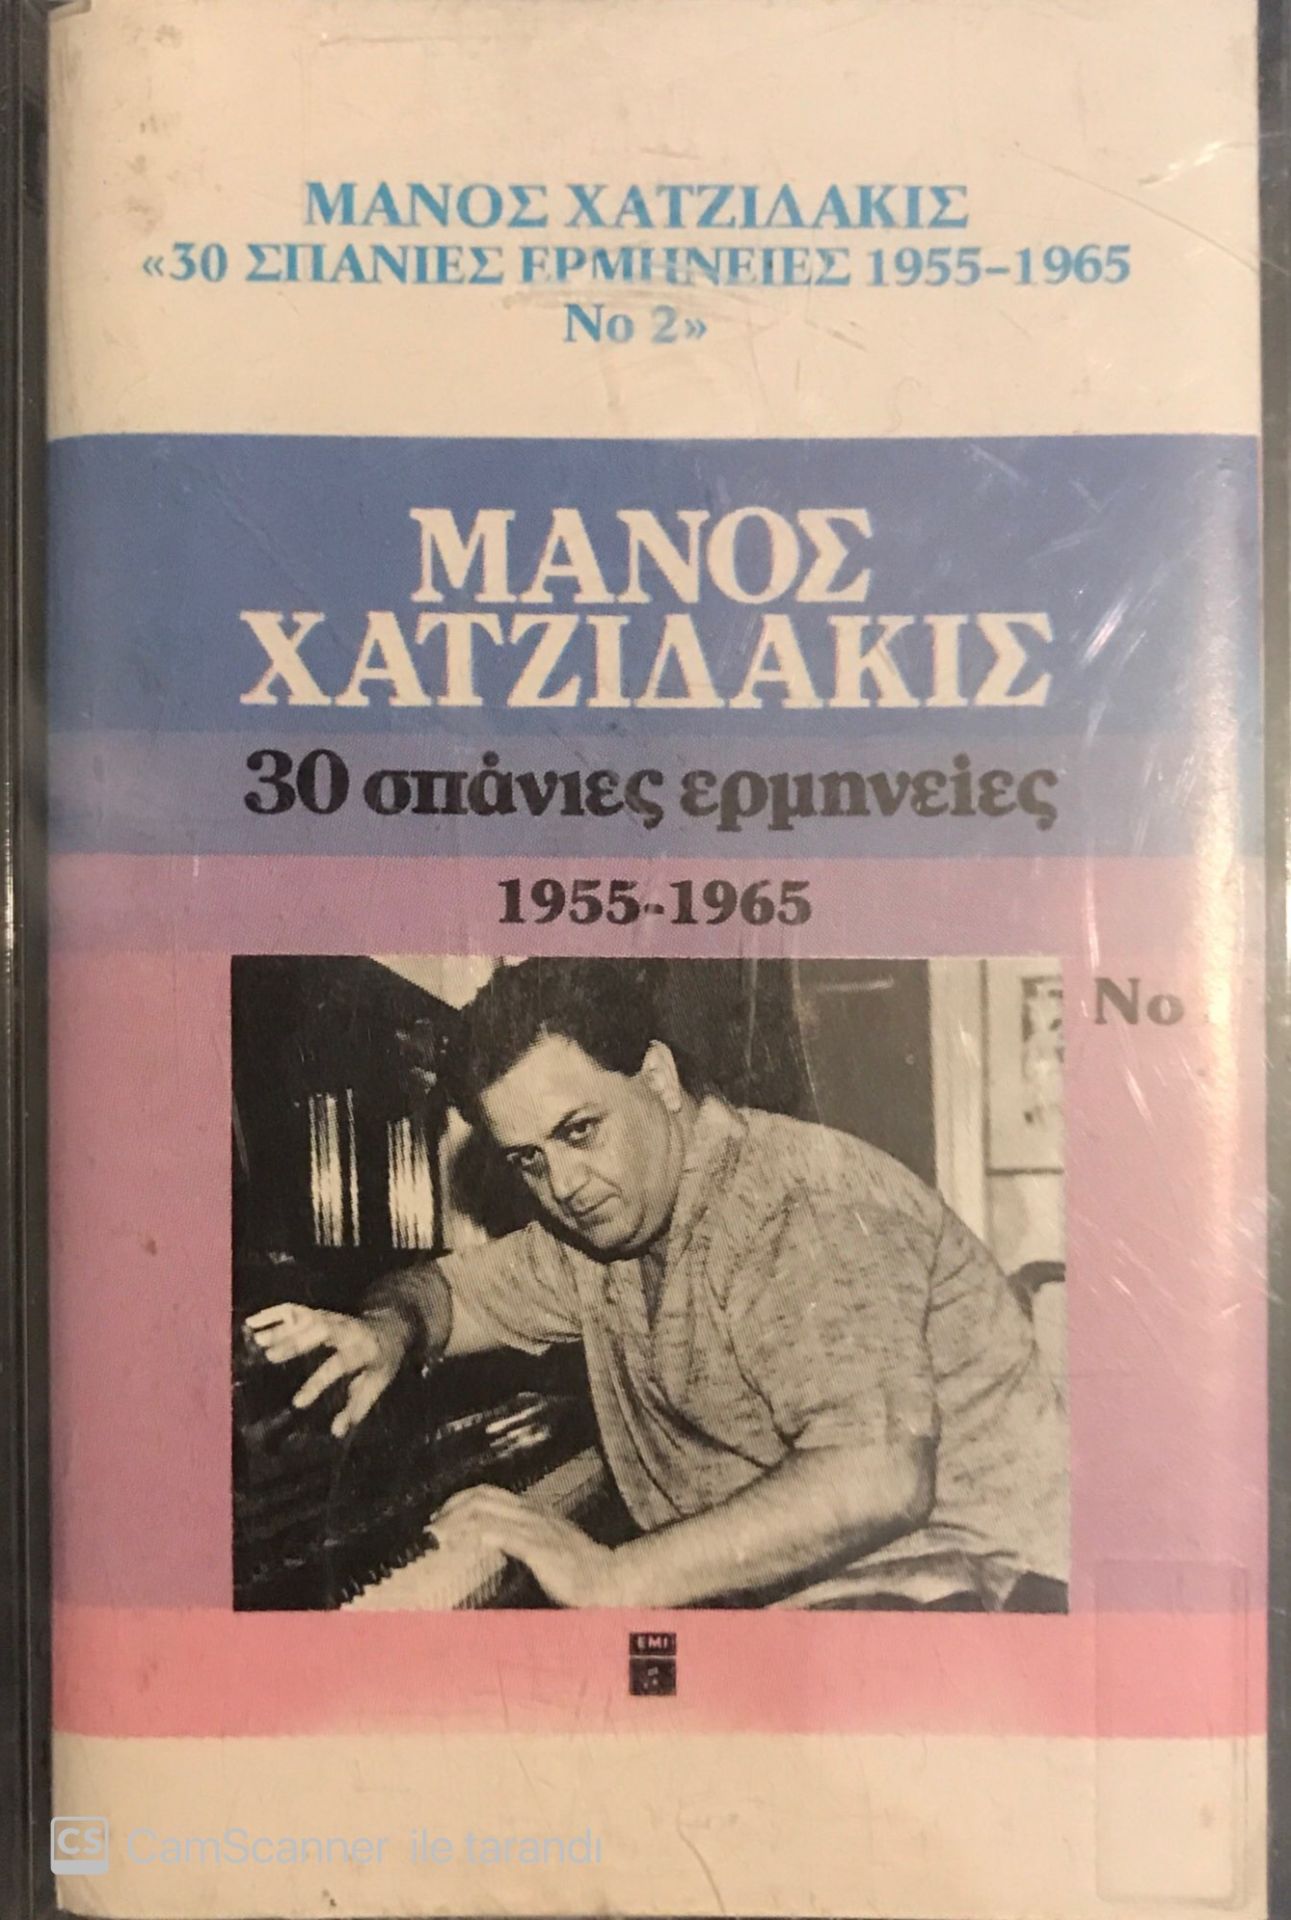 ΜΑΝΟΣ ΧΑΤΖΙΔΑΚΙΣ
«30 ΣΠΑΝΙΕΣ ΕΡΜΗΝΕΙΕΣ 1955-1965
Νο 2»
ΜΑΝΟΣ
ΧΑΤΖΙΔΑΚΙΣ
30 σπάνιες ερμηνείες
1955-1965
Νο
EMI
CS CamScanner ile tarandı